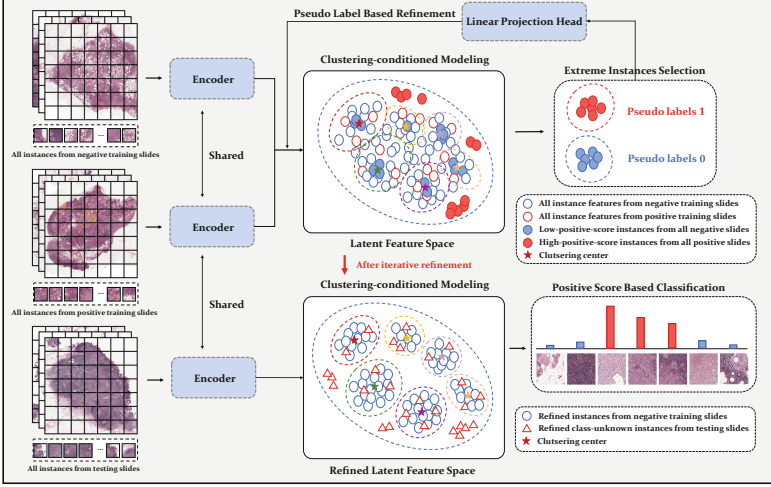 Pseudo Label Based Refinement
Linear Projection Head
Encoder
Clustering-conditioned Modeling
Extreme Instances Selection
Pseudo labels 1
Pseudo labels 0
...
All instances from negative training slides
Shared
Encoder
Latent Feature Space
All instance features from negative training slides
All instance features from positive training slides
Low-positive-score instances from all negative slides
High-positive-score instances from all positive slides
Clutsering center
After iterative refinement
...
All instances from positive training slides
Shared
Clustering-conditioned Modeling
Positive Score Based Classification
Encoder
...
All instances from testing slides
Refined Latent Feature Space
Refined instances from negative training slides
Refined class-unknown instances from testing slides
Clutsering center